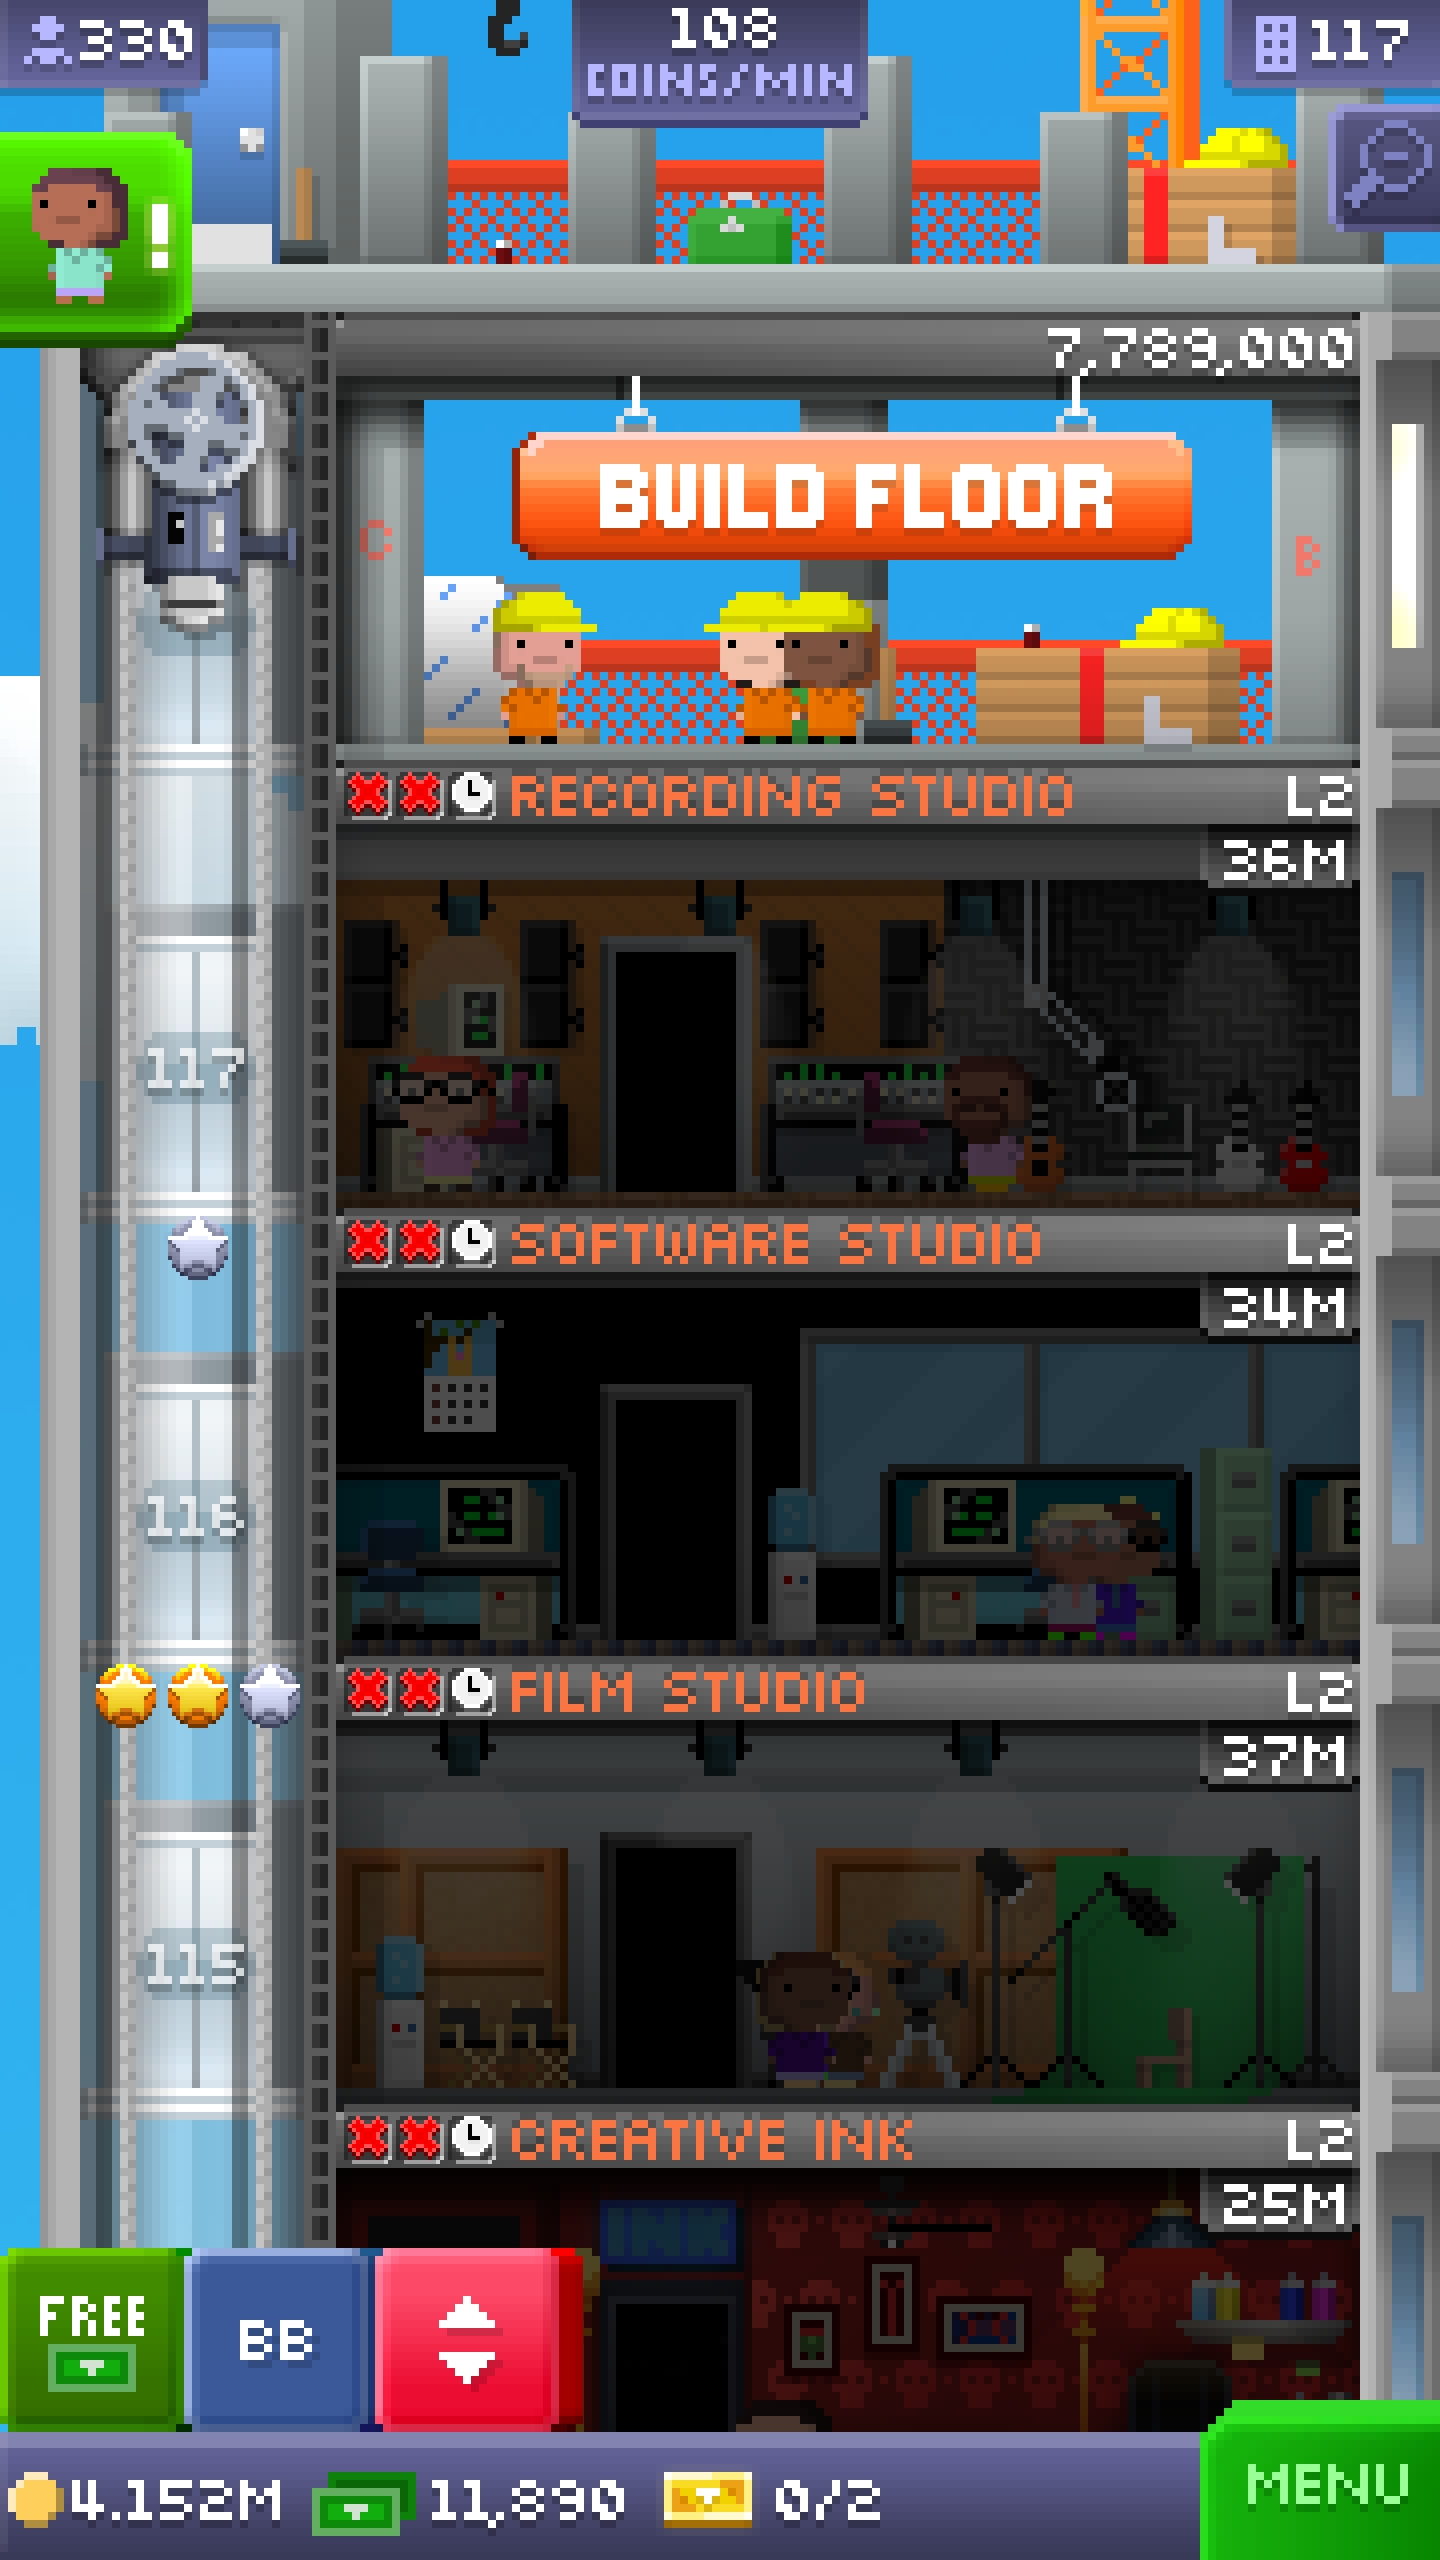 330
108
COINS/MIN
117
!
7,789,000
BUILD FLOOR
C
B
RECORDING STUDIO
L2
36M
117
SOFTWARE STUDIO
L2
34M
116
FILM STUDIO
L2
37M
115
CREATIVE INK
L2
25M
INK
FREE
BB
4.152M
11,890
0/2
MENU